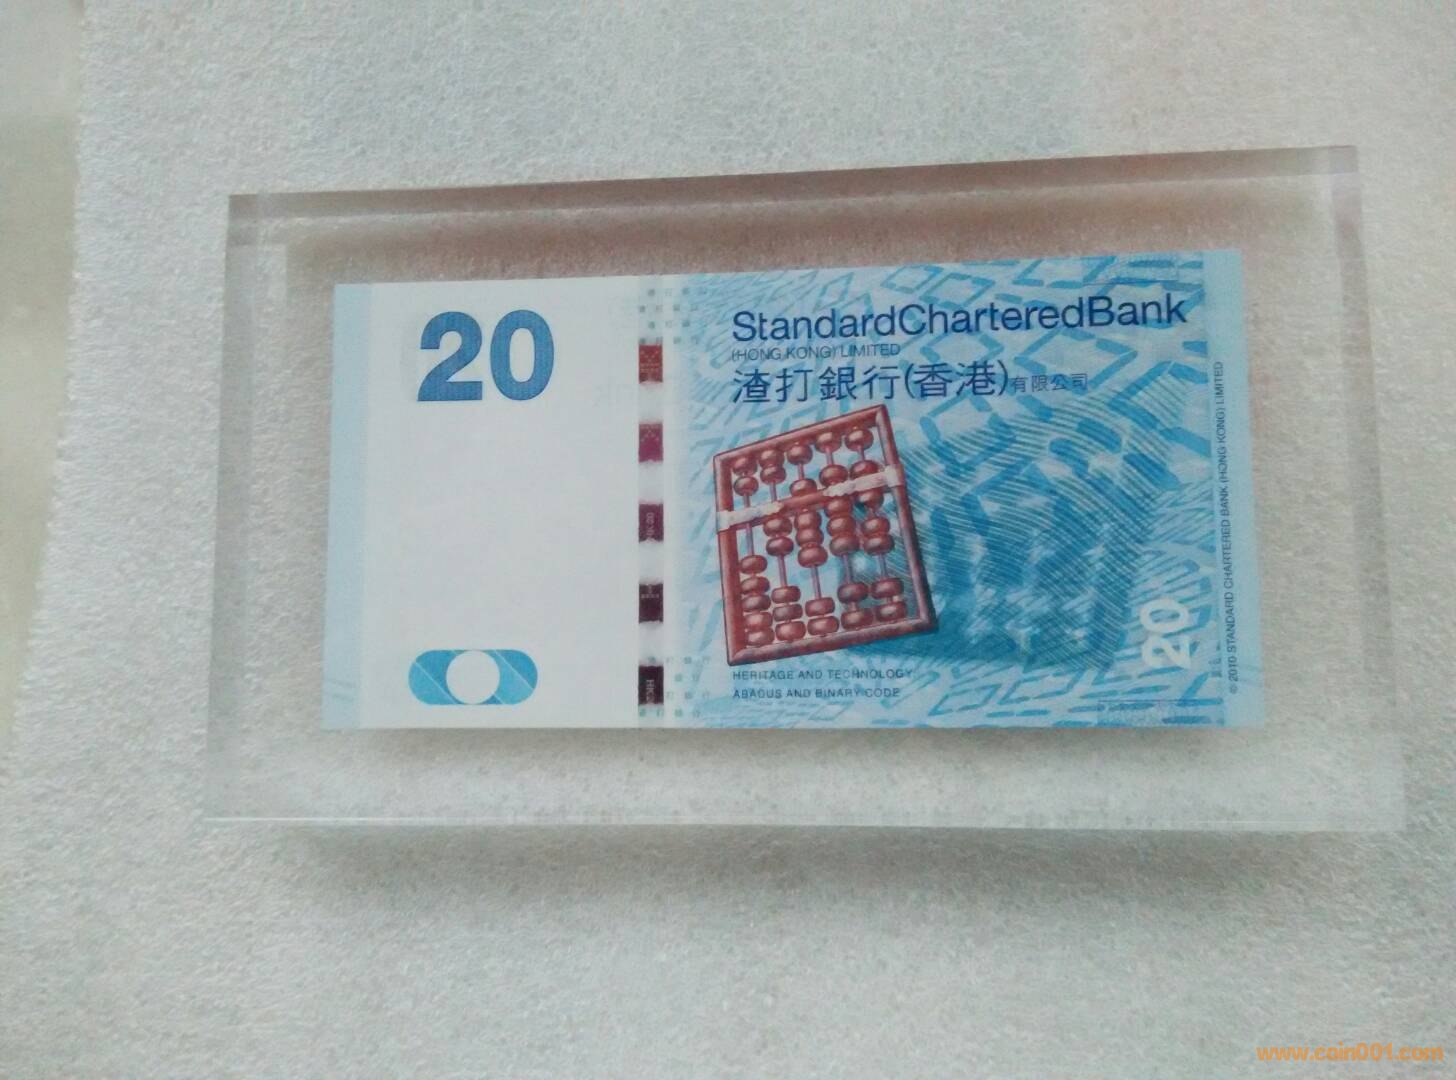 20
StandardCharteredBank
(HONG KONG) LIMITED
渣打銀行(香港)有限公司
HERITAGE AND TECHNOLOGY
ABACUS AND BINARY CODE
20
© 2010 STANDARD CHARTERED BANK (HONG KONG) LIMITED
www.coin001.com